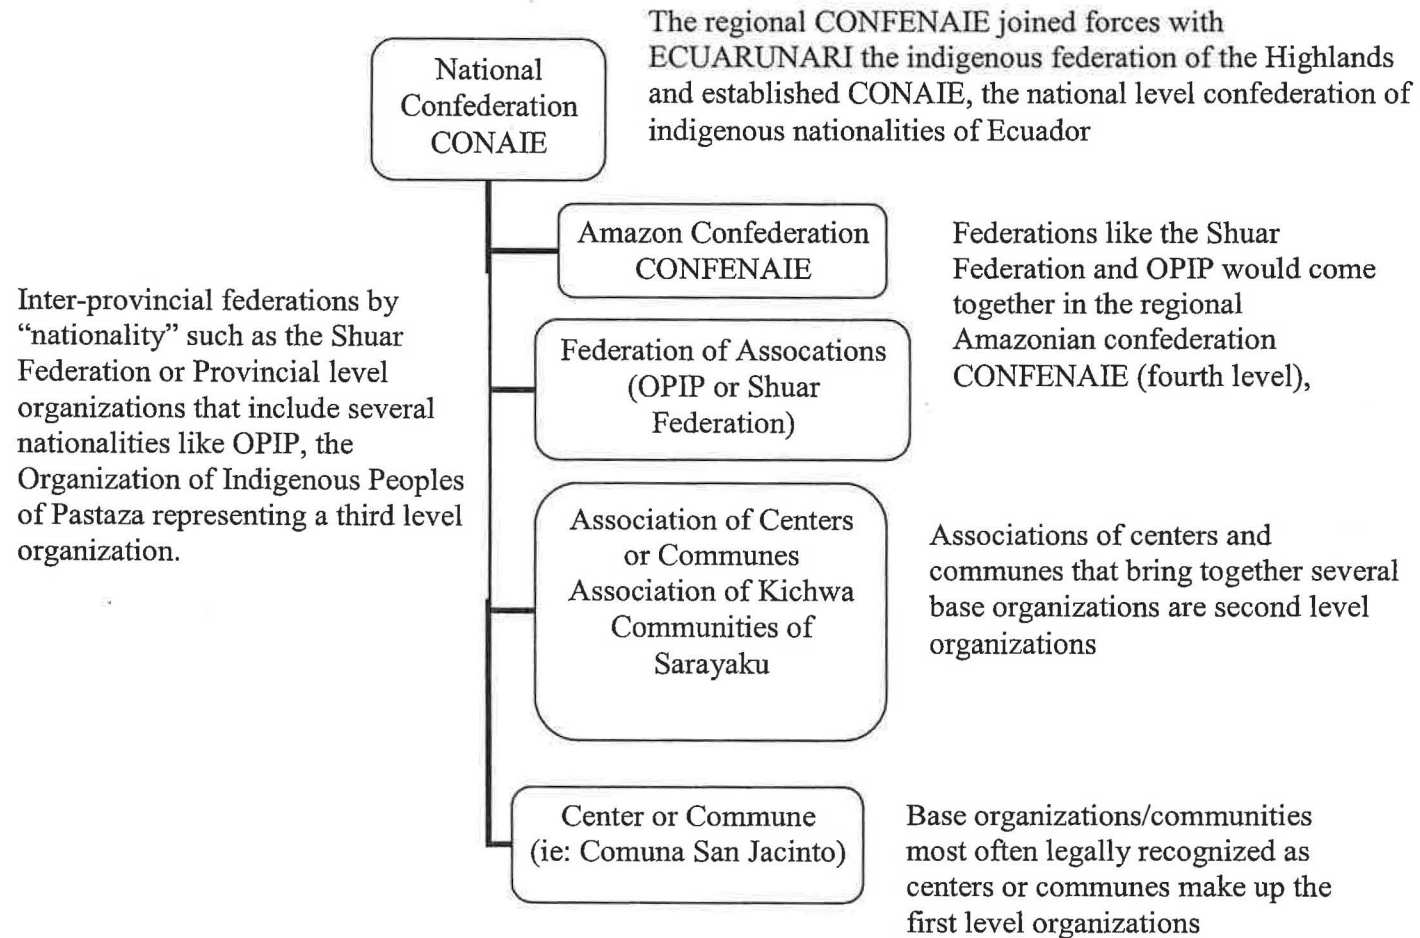 The regional CONFENAIE joined forces with
ECUARUNARI the indigenous federation of the Highlands
and established CONAIE, the national level confederation of
indigenous nationalities of Ecuador
National
Confederation
CONAIE
Amazon Confederation
CONFENAIE
Federations like the Shuar
Federation and OPIP would come
together in the regional
Amazonian confederation
CONFENAIE (fourth level),
Inter-provincial federations by
“nationality” such as the Shuar
Federation or Provincial level
organizations that include several
nationalities like OPIP, the
Organization of Indigenous Peoples
of Pastaza representing a third level
organization.
Federation of Assocations
(OPIP or Shuar
Federation)
Association of Centers
or Communes
Association of Kichwa
Communities of
Sarayaku
Associations of centers and
communes that bring together several
base organizations are second level
organizations
Center or Commune
(ie: Comuna San Jacinto)
Base organizations/communities
most often legally recognized as
centers or communes make up the
first level organizations